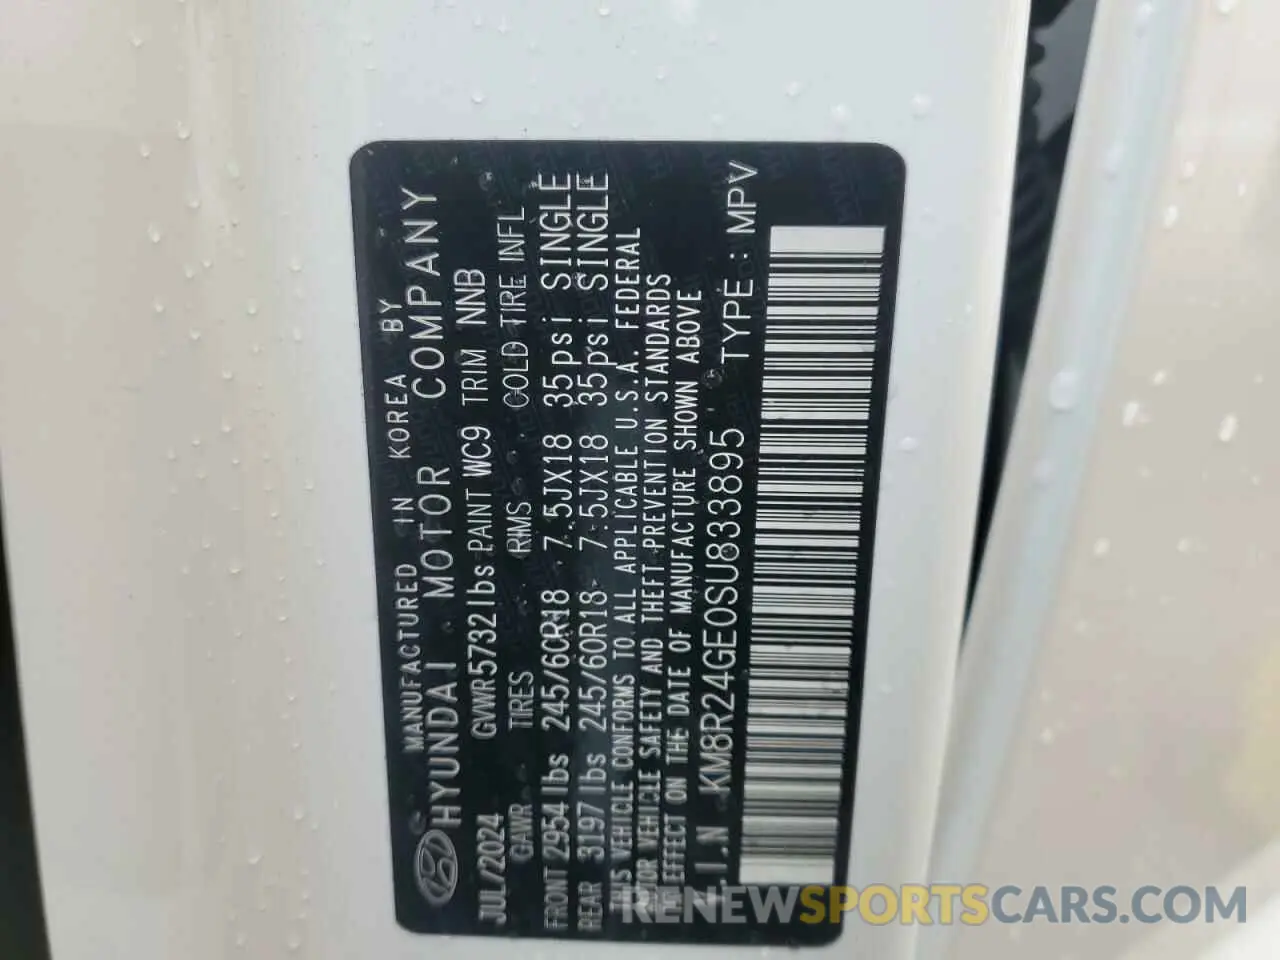 MANUFACTURED IN KOREA BY
HYUNDAI MOTOR COMPANY
JUL/2024 GVWR 5732lbs PAINT WC9 TRIM NNB
GAWR TIRES RIMS COLD TIRE INFL
FRONT 2954lbs 245/60R18 7.5JX18 35psi SINGLE
REAR 3197lbs 245/60R18 7.5JX18 35psi SINGLE
THIS VEHICLE CONFORMS TO ALL APPLICABLE U.S.A. FEDERAL
MOTOR VEHICLE SAFETY AND THEFT PREVENTION STANDARDS
IN EFFECT ON THE DATE OF MANUFACTURE SHOWN ABOVE
V.I.N KM8R24GE0SU833895 TYPE: MPV
RENEWSPORTSCARS.COM